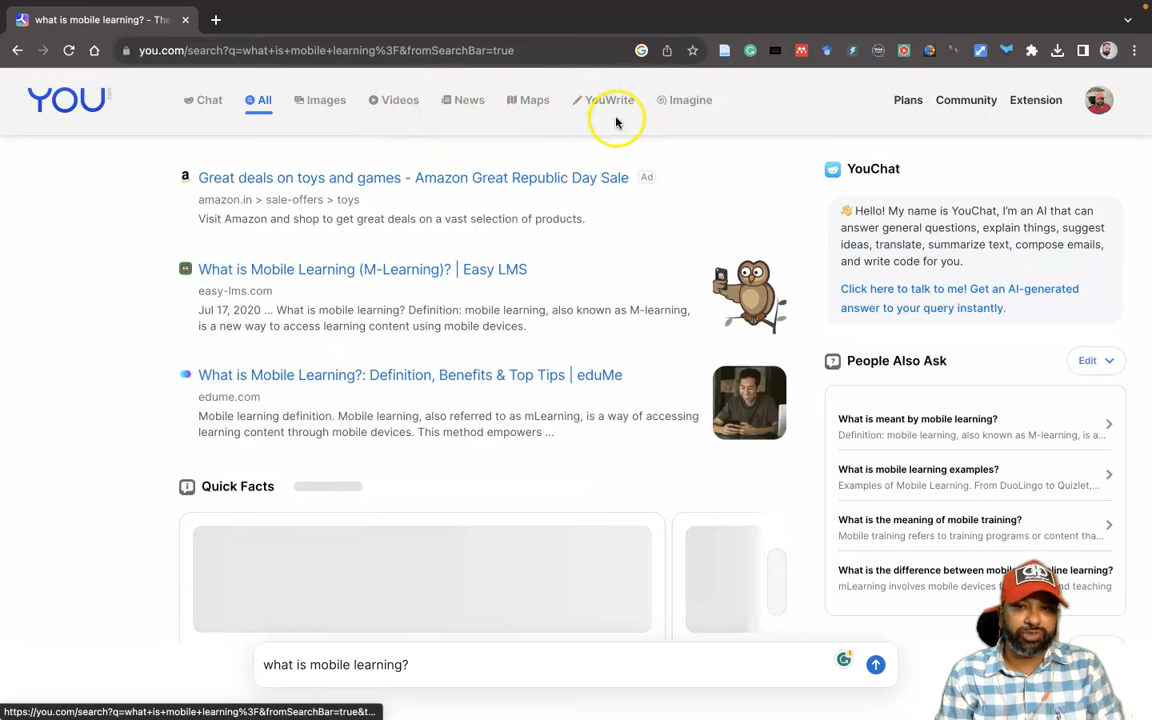 what is mobile learning? - The
you.com/search?q=what+is+mobile+learning%3F&fromSearchBar=true
YOU
Chat
All
Images
Videos
News
Maps
YouWrite
Imagine
Plans
Community
Extension
Great deals on toys and games - Amazon Great Republic Day Sale
Ad
amazon.in > sale-offers > toys
Visit Amazon and shop to get great deals on a vast selection of products.
What is Mobile Learning (M-Learning)? | Easy LMS
easy-lms.com
Jul 17, 2020 ... What is mobile learning? Definition: mobile learning, also known as M-learning,
is a new way to access learning content using mobile devices.
What is Mobile Learning?: Definition, Benefits & Top Tips | eduMe
edume.com
Mobile learning definition. Mobile learning, also referred to as mLearning, is a way of accessing
learning content through mobile devices. This method empowers ...
Quick Facts
YouChat
👋 Hello! My name is YouChat, I'm an AI that can
answer general questions, explain things, suggest
ideas, translate, summarize text, compose emails,
and write code for you.
Click here to talk to me! Get an AI-generated
answer to your query instantly.
People Also Ask
Edit
What is meant by mobile learning?
Definition: mobile learning, also known as M-learning, is a...
What is mobile learning examples?
Examples of Mobile Learning. From DuoLingo to Quizlet,...
What is the meaning of mobile training?
Mobile training refers to training programs or content tha...
What is the difference between mobi line learning?
mLearning involves mobile devices nd teaching
what is mobile learning?
https://you.com/search?q=what+is+mobile+learning%3F&fromSearchBar=true&t...